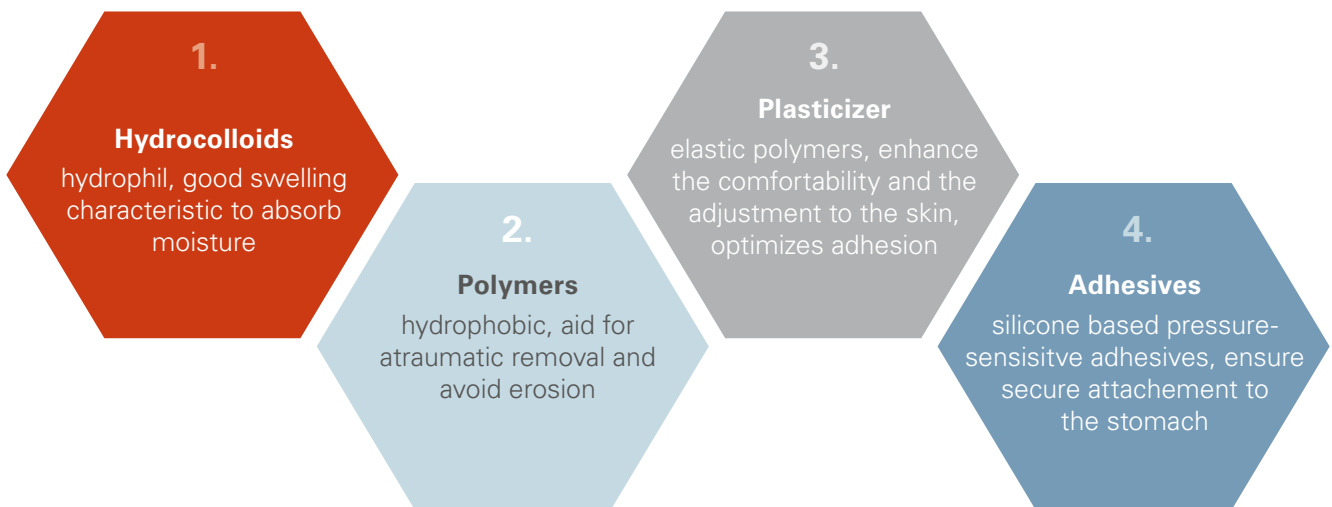 1.
Hydrocolloids
hydrophil, good swelling
characteristic to absorb
moisture
2.
Polymers
hydrophobic, aid for
atraumatic removal and
avoid erosion
3.
Plasticizer
elastic polymers, enhance
the comfortability and the
adjustment to the skin,
optimizes adhesion
4.
Adhesives
silicone based pressure-
sensisitve adhesives, ensure
secure attachement to
the stomach